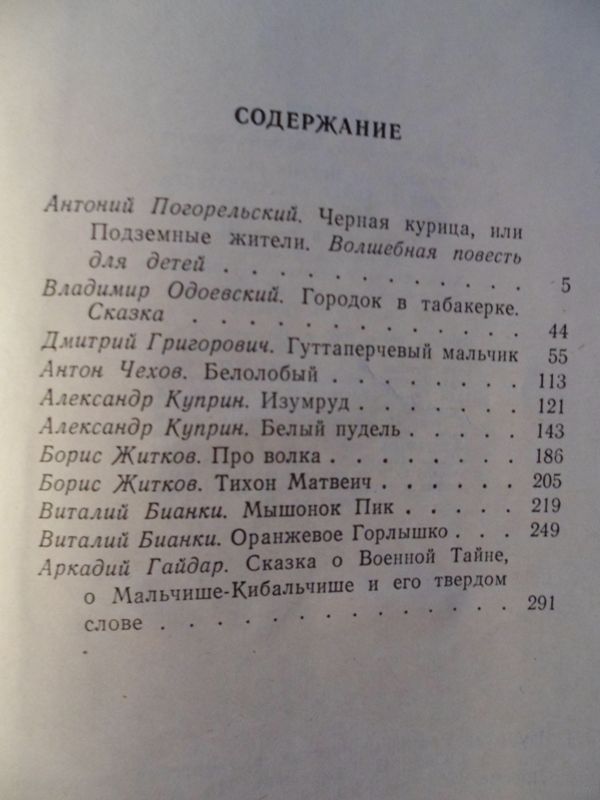 СОДЕРЖАНИЕ
Антоний Погорельский. Черная курица, или
Подземные жители. Волшебная повесть
для детей . . . . . . . . . . . . 5
Владимир Одоевский. Городок в табакерке.
Сказка . . . . . . . . . . . . . 44
Дмитрий Григорович. Гуттаперчевый мальчик 55
Антон Чехов. Белолобый . . . . . . . . 113
Александр Куприн. Изумруд . . . . . . . 121
Александр Куприн. Белый пудель . . . . . 143
Борис Житков. Про волка . . . . . . . . 186
Борис Житков. Тихон Матвеич . . . . . . 205
Виталий Бианки. Мышонок Пик . . . . . 219
Виталий Бианки. Оранжевое Горлышко . . . 249
Аркадий Гайдар. Сказка о Военной Тайне,
о Мальчише-Кибальчише и его твердом
слове . . . . . . . . . . . . . 291